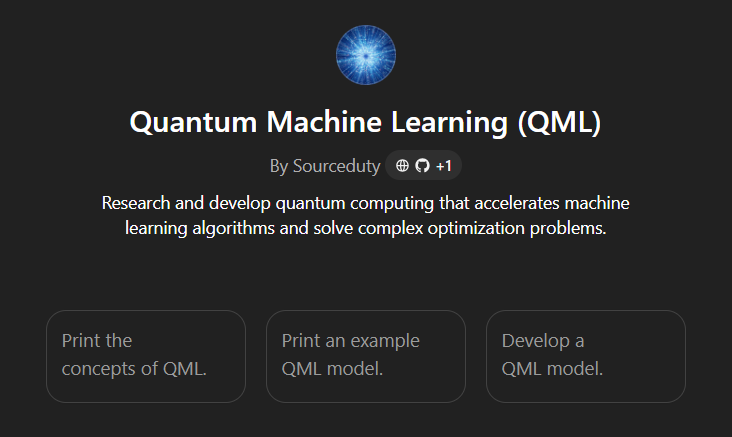 Quantum Machine Learning (QML)
By Sourceduty +1
Research and develop quantum computing that accelerates machine
learning algorithms and solve complex optimization problems.
Print the
concepts of QML.
Print an example
QML model.
Develop a
QML model.